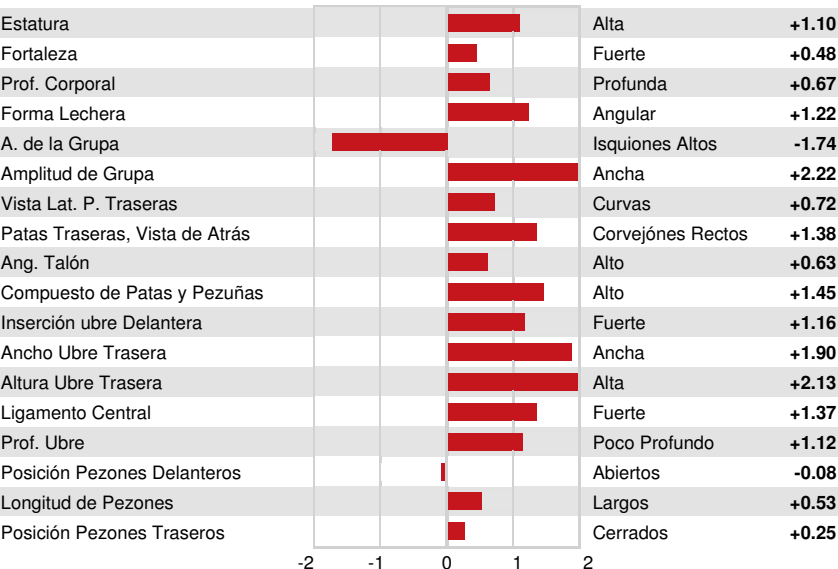 Estatura Alta +1.10
Fortaleza Fuerte +0.48
Prof. Corporal Profunda +0.67
Forma Lechera Angular +1.22
A. de la Grupa Isquiones Altos -1.74
Amplitud de Grupa Ancha +2.22
Vista Lat. P. Traseras Curvas +0.72
Patas Traseras, Vista de Atrás Corvejónes Rectos +1.38
Ang. Talón Alto +0.63
Compuesto de Patas y Pezuñas Alto +1.45
Inserción ubre Delantera Fuerte +1.16
Ancho Ubre Trasera Ancha +1.90
Altura Ubre Trasera Alta +2.13
Ligamento Central Fuerte +1.37
Prof. Ubre Poco Profundo +1.12
Posición Pezones Delanteros Abiertos -0.08
Longitud de Pezones Largos +0.53
Posición Pezones Traseros Cerrados +0.25
-2 -1 0 1 2